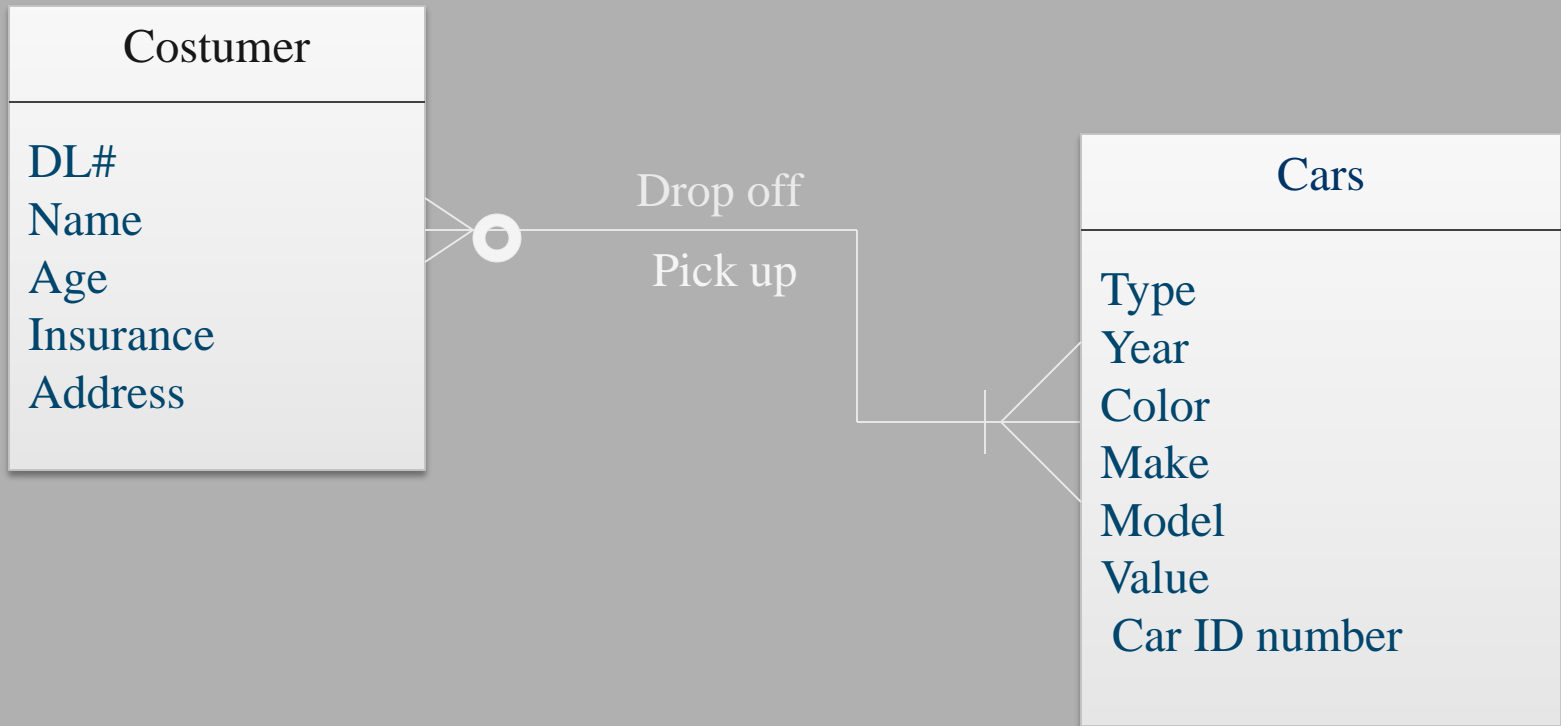 Costumer
DL#
Name
Age
Insurance
Address
Drop off
Pick up
Cars
Type
Year
Color
Make
Model
Value
Car ID number